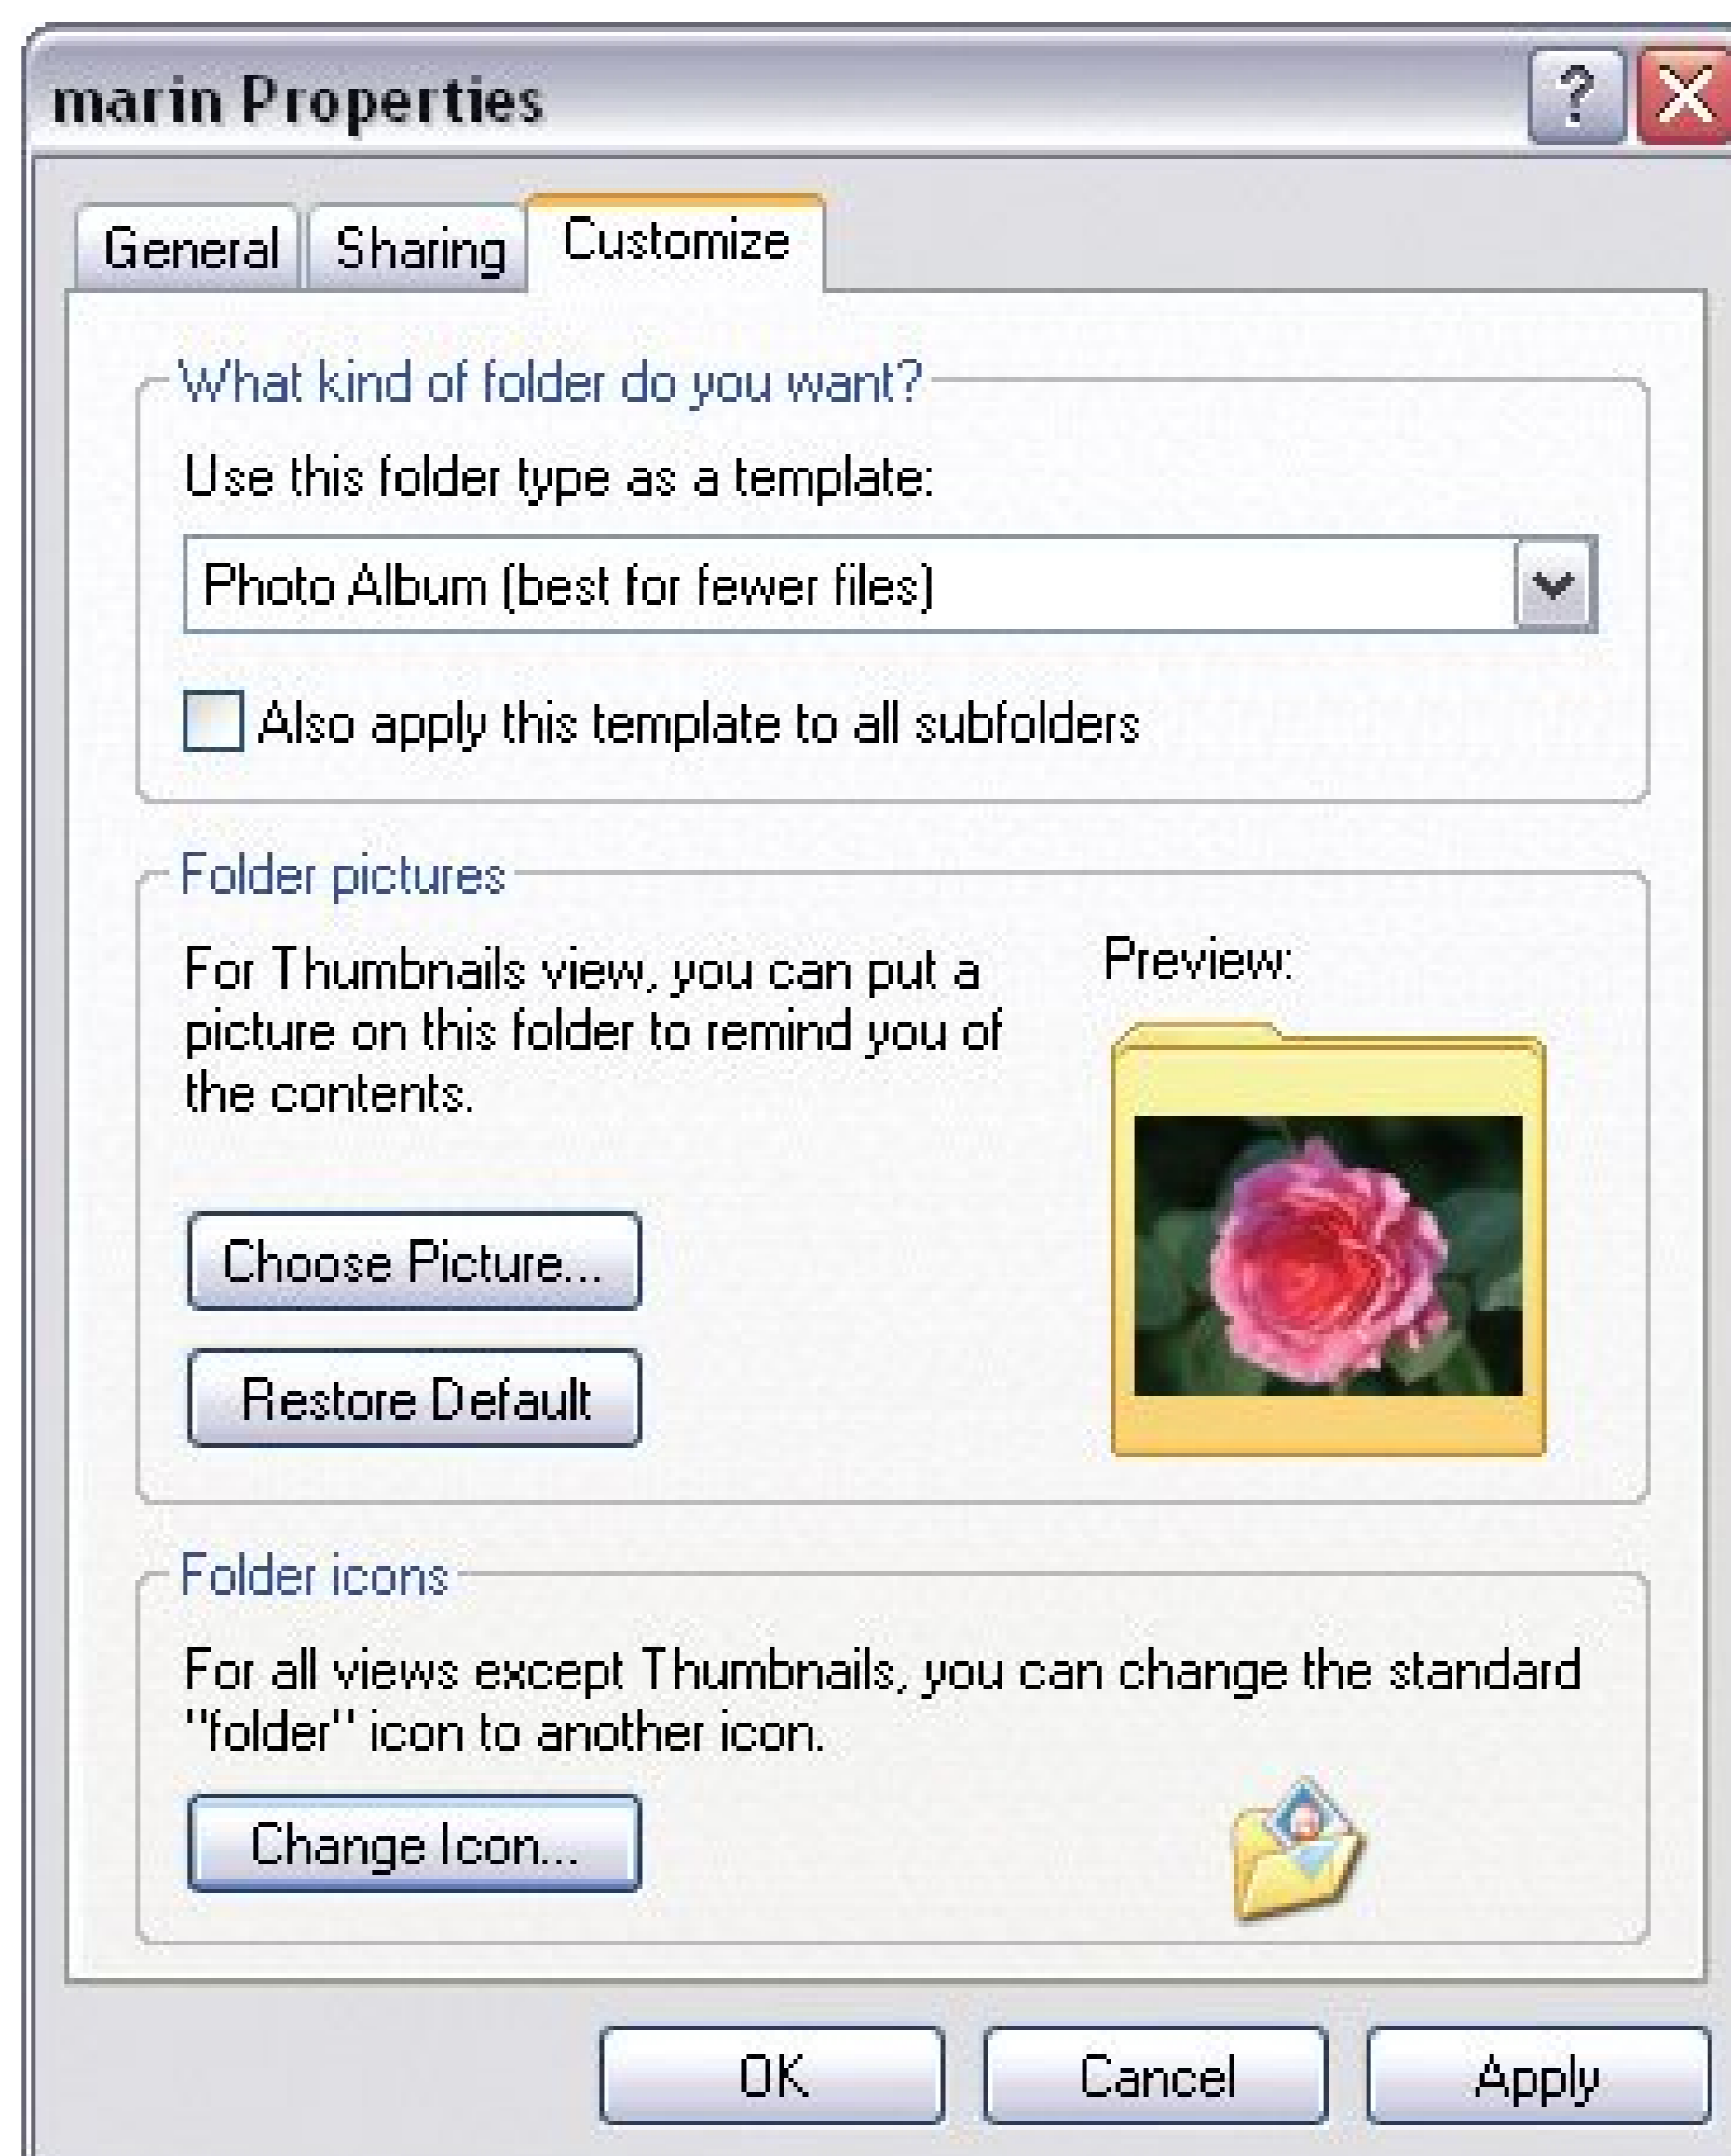 marin Properties
?
General Sharing Customize
What kind of folder do you want?
Use this folder type as a template:
Photo Album (best for fewer files)
Also apply this template to all subfolders
Folder pictures
For Thumbnails view, you can put a
picture on this folder to remind you of
the contents.
Preview:
Choose Picture...
Restore Default
Folder icons
For all views except Thumbnails, you can change the standard
"folder" icon to another icon.
Change Icon...
OK Cancel Apply